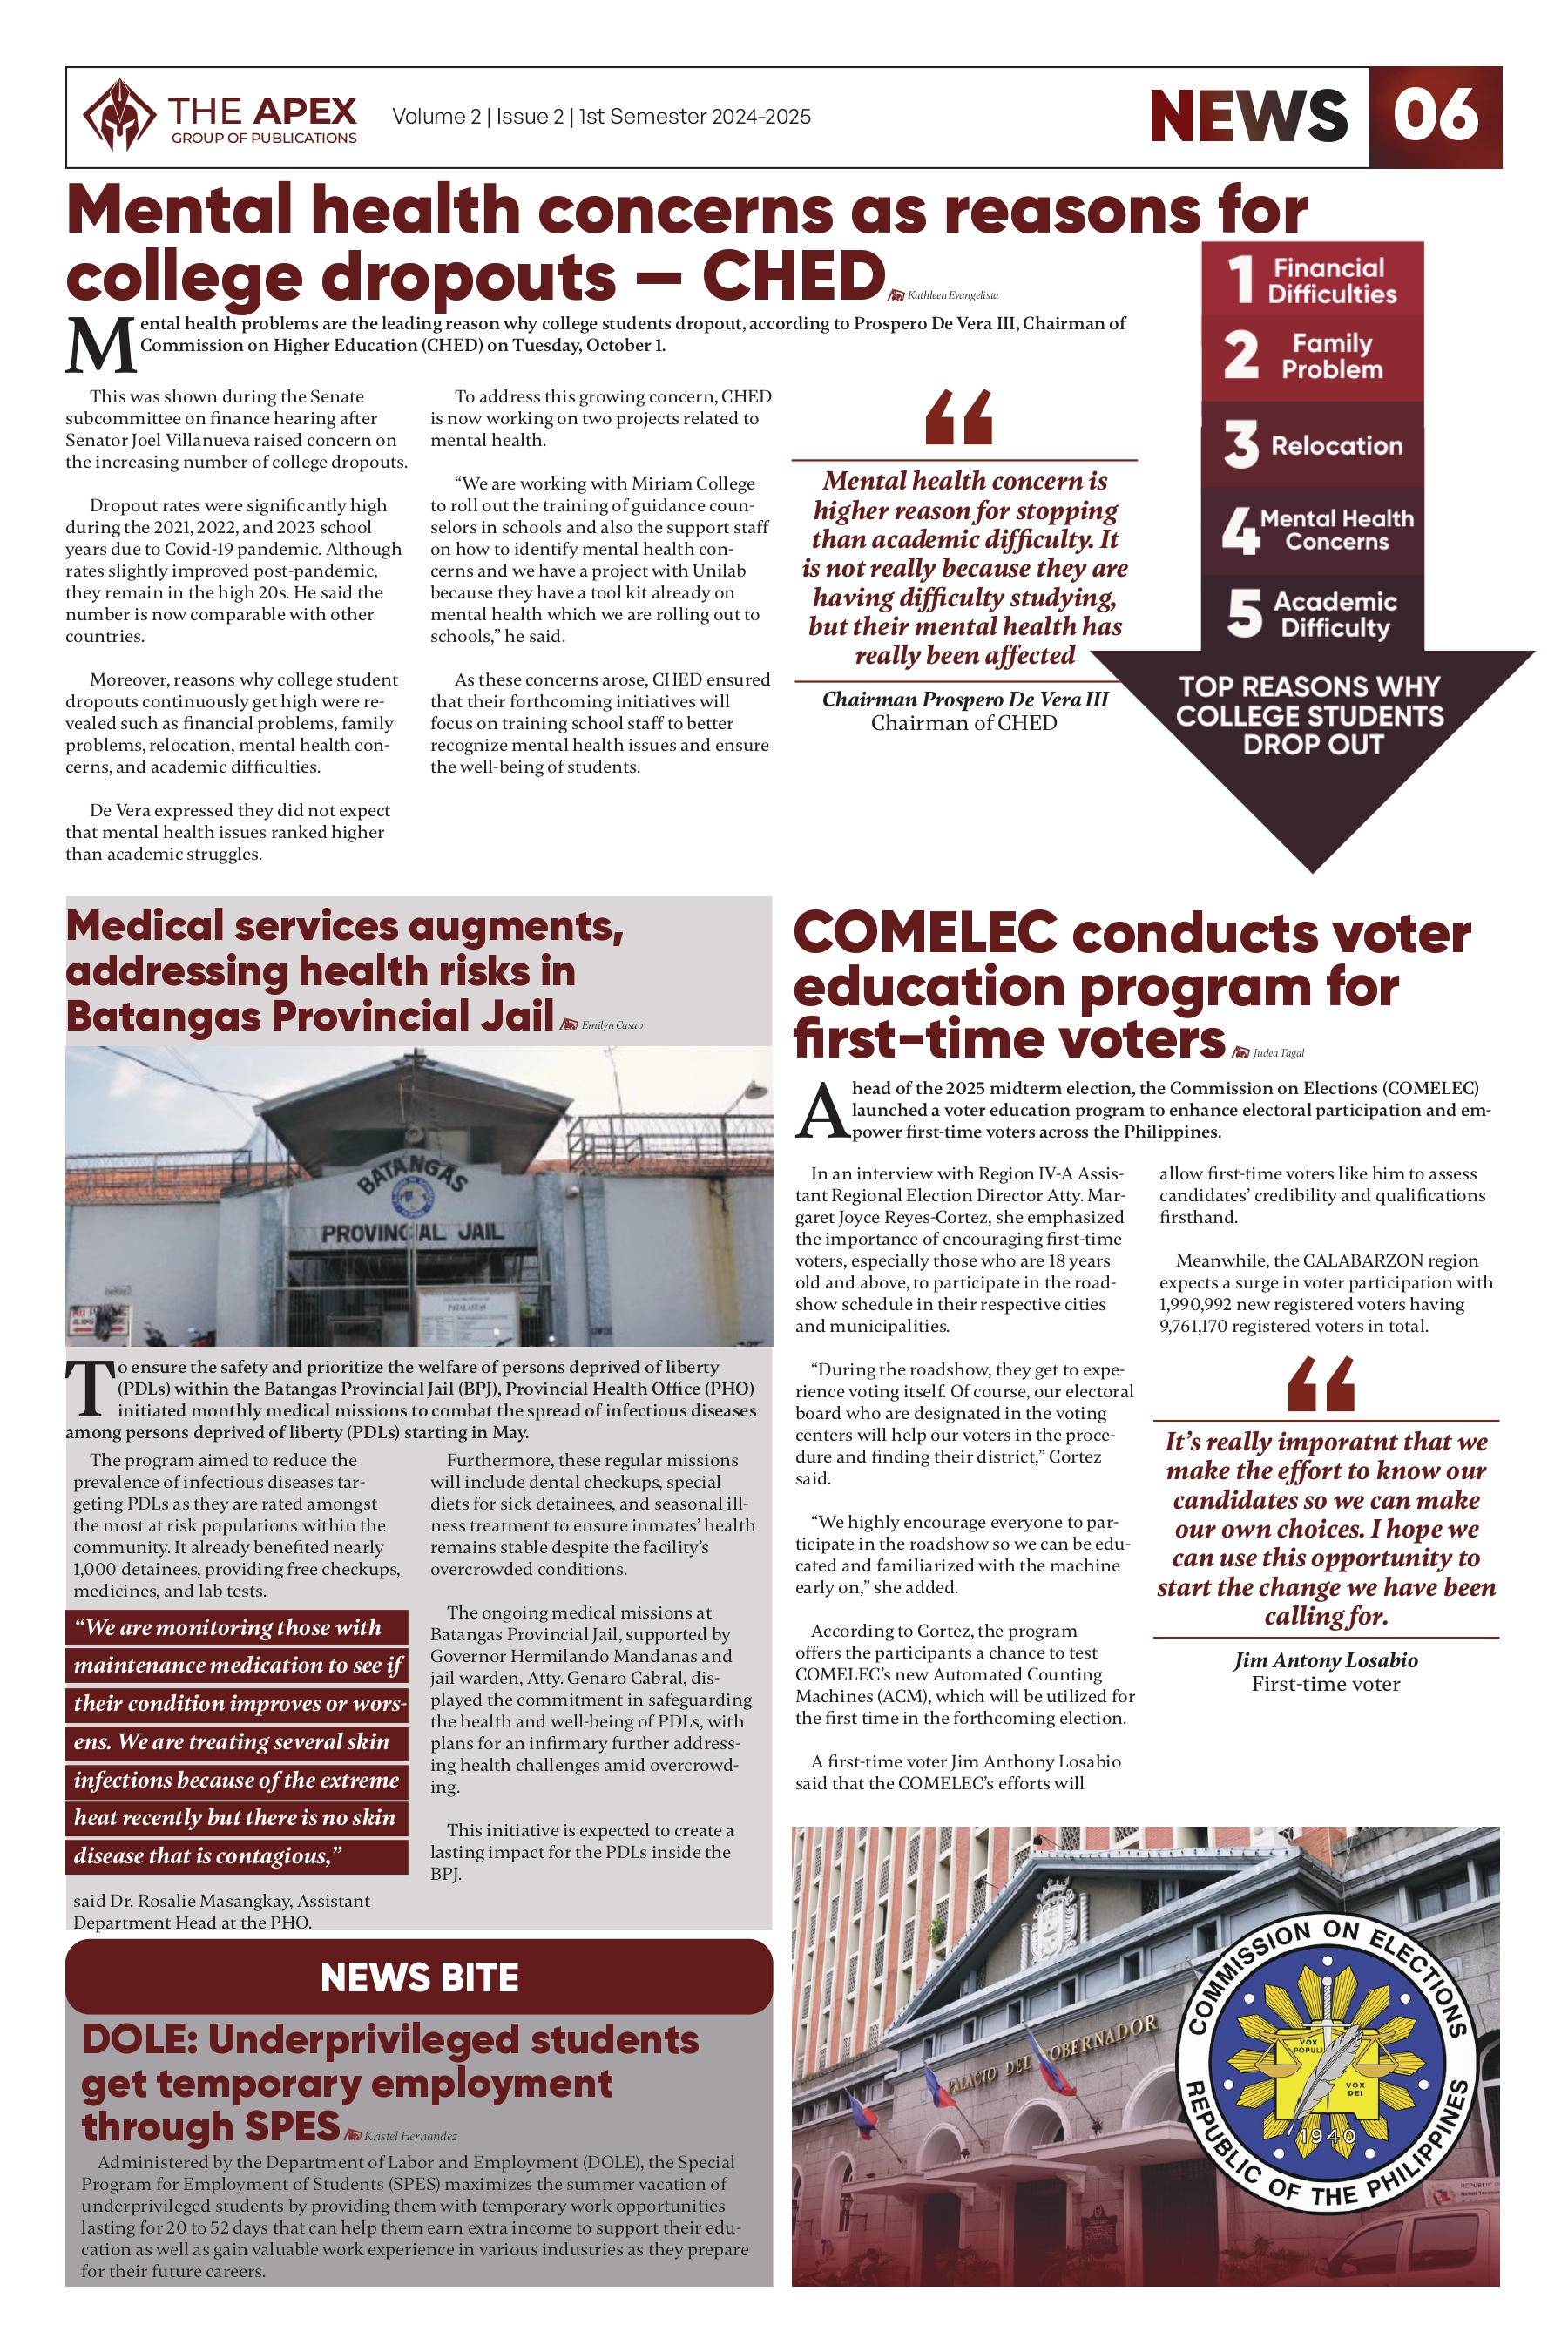 THE APEX
GROUP OF PUBLICATIONS
Volume 2 | Issue 2 | 1st Semester 2024-2025
NEWS
06
Mental health concerns as reasons for
college dropouts — CHED
Kathleen Evangelista
Mental health problems are the leading reason why college students dropout, according to Prospero De Vera III, Chairman of
Commission on Higher Education (CHED) on Tuesday, October 1.
This was shown during the Senate
subcommittee on finance hearing after
Senator Joel Villanueva raised concern on
the increasing number of college dropouts.
Dropout rates were significantly high
during the 2021, 2022, and 2023 school
years due to Covid-19 pandemic. Although
rates slightly improved post-pandemic,
they remain in the high 20s. He said the
number is now comparable with other
countries.
Moreover, reasons why college student
dropouts continuously get high were re-
vealed such as financial problems, family
problems, relocation, mental health con-
cerns, and academic difficulties.
De Vera expressed they did not expect
that mental health issues ranked higher
than academic struggles.
To address this growing concern, CHED
is now working on two projects related to
mental health.
“We are working with Miriam College
to roll out the training of guidance coun-
selors in schools and also the support staff
on how to identify mental health con-
cerns and we have a project with Unilab
because they have a tool kit already on
mental health which we are rolling out to
schools,” he said.
As these concerns arose, CHED ensured
that their forthcoming initiatives will
focus on training school staff to better
recognize mental health issues and ensure
the well-being of students.
“
Mental health concern is
higher reason for stopping
than academic difficulty. It
is not really because they are
having difficulty studying,
but their mental health has
really been affected
Chairman Prospero De Vera III
Chairman of CHED
1 Financial
Difficulties
2 Family
Problem
3 Relocation
4 Mental Health
Concerns
5 Academic
Difficulty
TOP REASONS WHY
COLLEGE STUDENTS
DROP OUT
Medical services augments,
addressing health risks in
Batangas Provincial Jail
Emilyn Casao
BATANGAS
PROVINCIAL JAIL
PATALASTAS
To ensure the safety and prioritize the welfare of persons deprived of liberty
(PDLs) within the Batangas Provincial Jail (BPJ), Provincial Health Office (PHO)
initiated monthly medical missions to combat the spread of infectious diseases
among persons deprived of liberty (PDLs) starting in May.
The program aimed to reduce the
prevalence of infectious diseases tar-
geting PDLs as they are rated amongst
the most at risk populations within the
community. It already benefited nearly
1,000 detainees, providing free checkups,
medicines, and lab tests.
“We are monitoring those with
maintenance medication to see if
their condition improves or wors-
ens. We are treating several skin
infections because of the extreme
heat recently but there is no skin
disease that is contagious,”
said Dr. Rosalie Masangkay, Assistant
Department Head at the PHO.
Furthermore, these regular missions
will include dental checkups, special
diets for sick detainees, and seasonal ill-
ness treatment to ensure inmates’ health
remains stable despite the facility’s
overcrowded conditions.
The ongoing medical missions at
Batangas Provincial Jail, supported by
Governor Hermilando Mandanas and
jail warden, Atty. Genaro Cabral, dis-
played the commitment in safeguarding
the health and well-being of PDLs, with
plans for an infirmary further address-
ing health challenges amid overcrowd-
ing.
This initiative is expected to create a
lasting impact for the PDLs inside the
BPJ.
NEWS BITE
DOLE: Underprivileged students
get temporary employment
through SPES
Kristel Hernandez
Administered by the Department of Labor and Employment (DOLE), the Special
Program for Employment of Students (SPES) maximizes the summer vacation of
underprivileged students by providing them with temporary work opportunities
lasting for 20 to 52 days that can help them earn extra income to support their edu-
cation as well as gain valuable work experience in various industries as they prepare
for their future careers.
COMELEC conducts voter
education program for
first-time voters
Judea Tagal
Ahead of the 2025 midterm election, the Commission on Elections (COMELEC)
launched a voter education program to enhance electoral participation and em-
power first-time voters across the Philippines.
In an interview with Region IV-A Assis-
tant Regional Election Director Atty. Mar-
garet Joyce Reyes-Cortez, she emphasized
the importance of encouraging first-time
voters, especially those who are 18 years
old and above, to participate in the road-
show schedule in their respective cities
and municipalities.
“During the roadshow, they get to expe-
rience voting itself. Of course, our electoral
board who are designated in the voting
centers will help our voters in the proce-
dure and finding their district,” Cortez
said.
“We highly encourage everyone to par-
ticipate in the roadshow so we can be edu-
cated and familiarized with the machine
early on,” she added.
According to Cortez, the program
offers the participants a chance to test
COMELEC’s new Automated Counting
Machines (ACM), which will be utilized for
the first time in the forthcoming election.
A first-time voter Jim Anthony Losabio
said that the COMELEC’s efforts will
allow first-time voters like him to assess
candidates’ credibility and qualifications
firsthand.
Meanwhile, the CALABARZON region
expects a surge in voter participation with
1,990,992 new registered voters having
9,761,170 registered voters in total.
“
It’s really imporatnt that we
make the effort to know our
candidates so we can make
our own choices. I hope we
can use this opportunity to
start the change we have been
calling for.
Jim Antony Losabio
First-time voter
PALACIO DEL GOBERNADOR
COMMISSION ON ELECTIONS
VOX
POPULI
VOX
DEI
1940
REPUBLIC OF THE PHILIPPINES